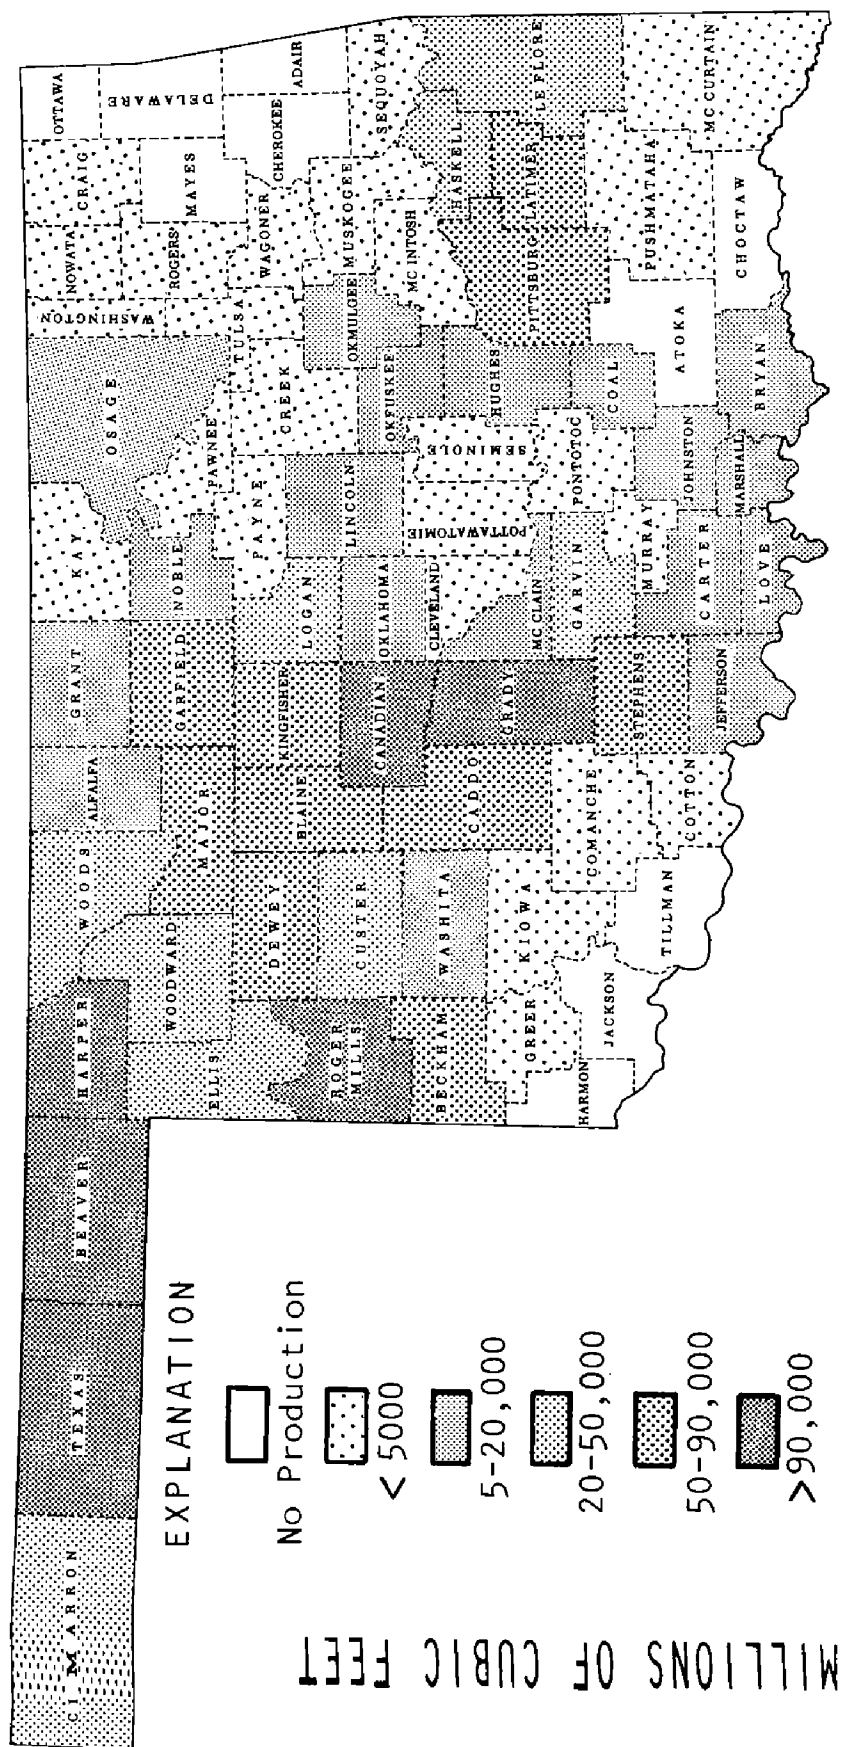 CIMARRON
TEXAS
BEAVER
HARPER
WOODS
ALFALFA
GRANT
KAY
OSAGE
WASHINGTON
NOWATA
CRAIG
OTTAWA
ELLIS
WOODWARD
MAJOR
GARFIELD
NOBLE
PAWNEE
TULSA
ROGERS
MAYES
DELAWARE
ROGER
MILLS
DEWEY
BLAINE
KINGFISHER
LOGAN
PAYNE
CREEK
WAGONER
CHEROKEE
ADAIR
BECKHAM
CUSTER
CANADIAN
OKLAHOMA
LINCOLN
OKFUSKEE
OKMULGEE
MUSKOGEE
SEQUOYAH
WASHITA
CADDO
GRADY
CLEVELAND
MC CLAIN
POTTAWATOMIE
SEMINOLE
HUGHES
MC INTOSH
HASKELL
HARMON
GREER
KIOWA
COMANCHE
STEPHENS
GARVIN
PONTOTOC
COAL
PITTSBURG
LATIMER
LE FLORE
JACKSON
TILLMAN
COTTON
JEFFERSON
MURRAY
CARTER
LOVE
JOHNSTON
MARSHALL
ATOKA
BRYAN
PUSHMATAHA
CHOCTAW
MC CURTAIN
EXPLANATION
No Production
< 5000
5-20,000
20-50,000
50-90,000
>90,000
MILLIONS OF CUBIC FEET